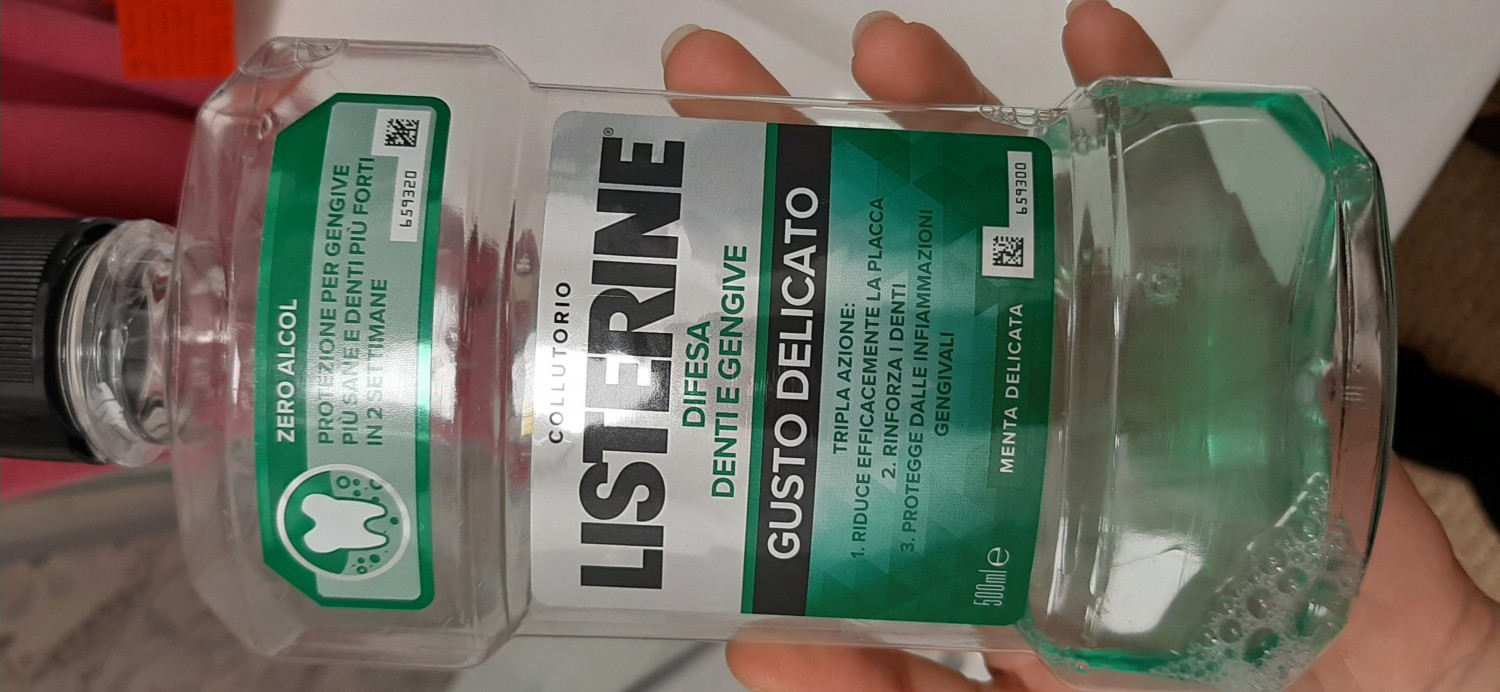 ZERO ALCOL
PROTEZIONE PER GENGIVE
PIÙ SANE E DENTI PIÙ FORTI
IN 2 SETTIMANE
659320
COLLUTORIO
LISTERINE®
DIFESA
DENTI E GENGIVE
GUSTO DELICATO
TRIPLA AZIONE:
1. RIDUCE EFFICACEMENTE LA PLACCA
2. RINFORZA I DENTI
3. PROTEGGE DALLE INFIAMMAZIONI
GENGIVALI
500ml e
MENTA DELICATA
659300